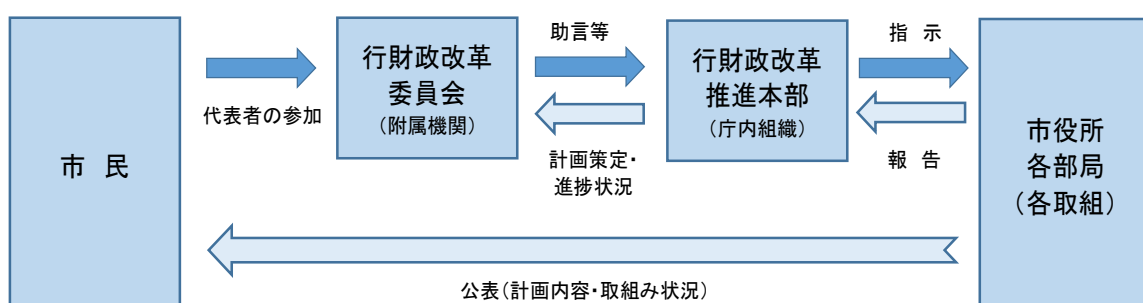 市 民
代表者の参加
行財政改革
委員会
（附属機関）
助言等
計画策定・
進捗状況
行財政改革
推進本部
（庁内組織）
指 示
報 告
市役所
各部局
（各取組）
公表（計画内容・取組み状況）